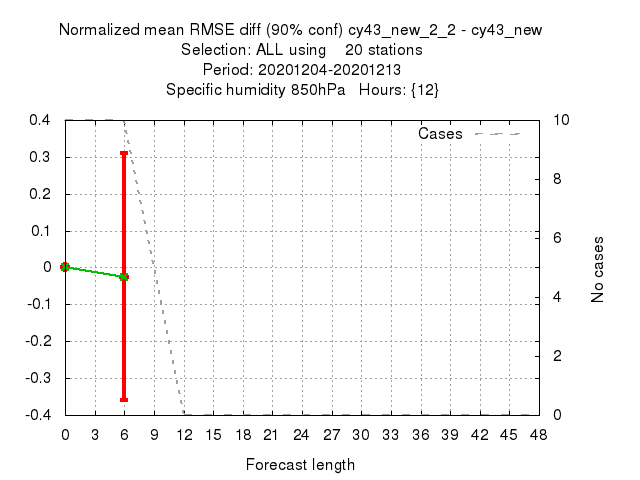 Normalized mean RMSE diff (90% conf) cy43_new_2_2 - cy43_new
Selection: ALL using    20 stations
Period: 20201204-20201213
Specific humidity 850hPa   Hours: {12}
Cases
0.4
0.3
0.2
0.1
0
-0.1
-0.2
-0.3
-0.4
10
8
6
4
2
0
No cases
0 3 6 9 12 15 18 21 24 27 30 33 36 39 42 45 48
Forecast length